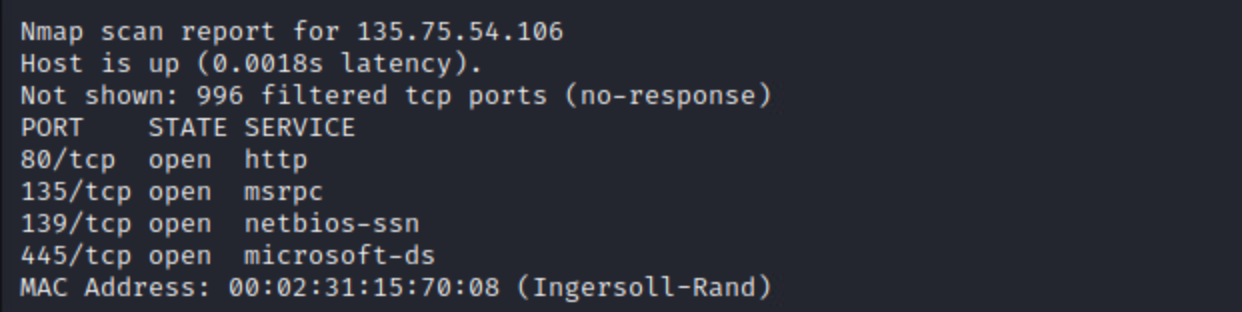 Nmap scan report for 135.75.54.106
Host is up (0.0018s latency).
Not shown: 996 filtered tcp ports (no-response)
PORT    STATE SERVICE
80/tcp  open  http
135/tcp open  msrpc
139/tcp open  netbios-ssn
445/tcp open  microsoft-ds
MAC Address: 00:02:31:15:70:08 (Ingersoll-Rand)